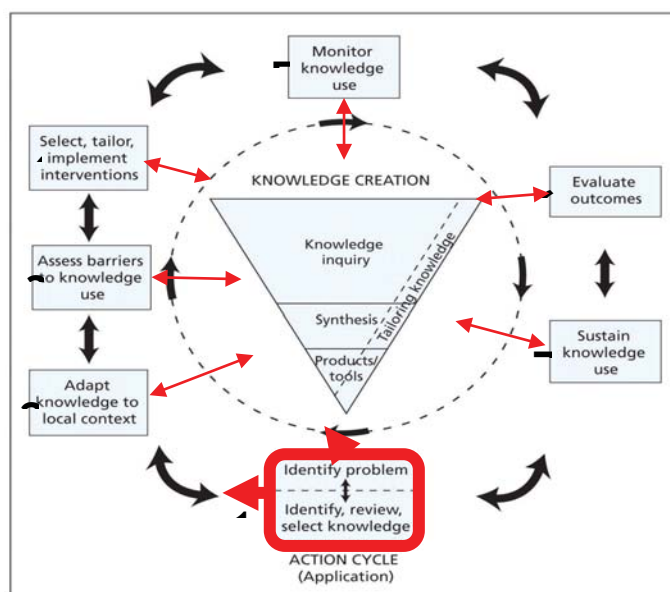 Monitor
knowledge
use
Select, tailor,
implement
interventions
KNOWLEDGE CREATION
Evaluate
outcomes
Knowledge
inquiry
Tailoring knowledge
Assess barriers
to knowledge
use
Synthesis
Products/
tools
Sustain
knowledge
use
Adapt
knowledge to
local context
Identify problem
Identify, review,
select knowledge
ACTION CYCLE
(Application)